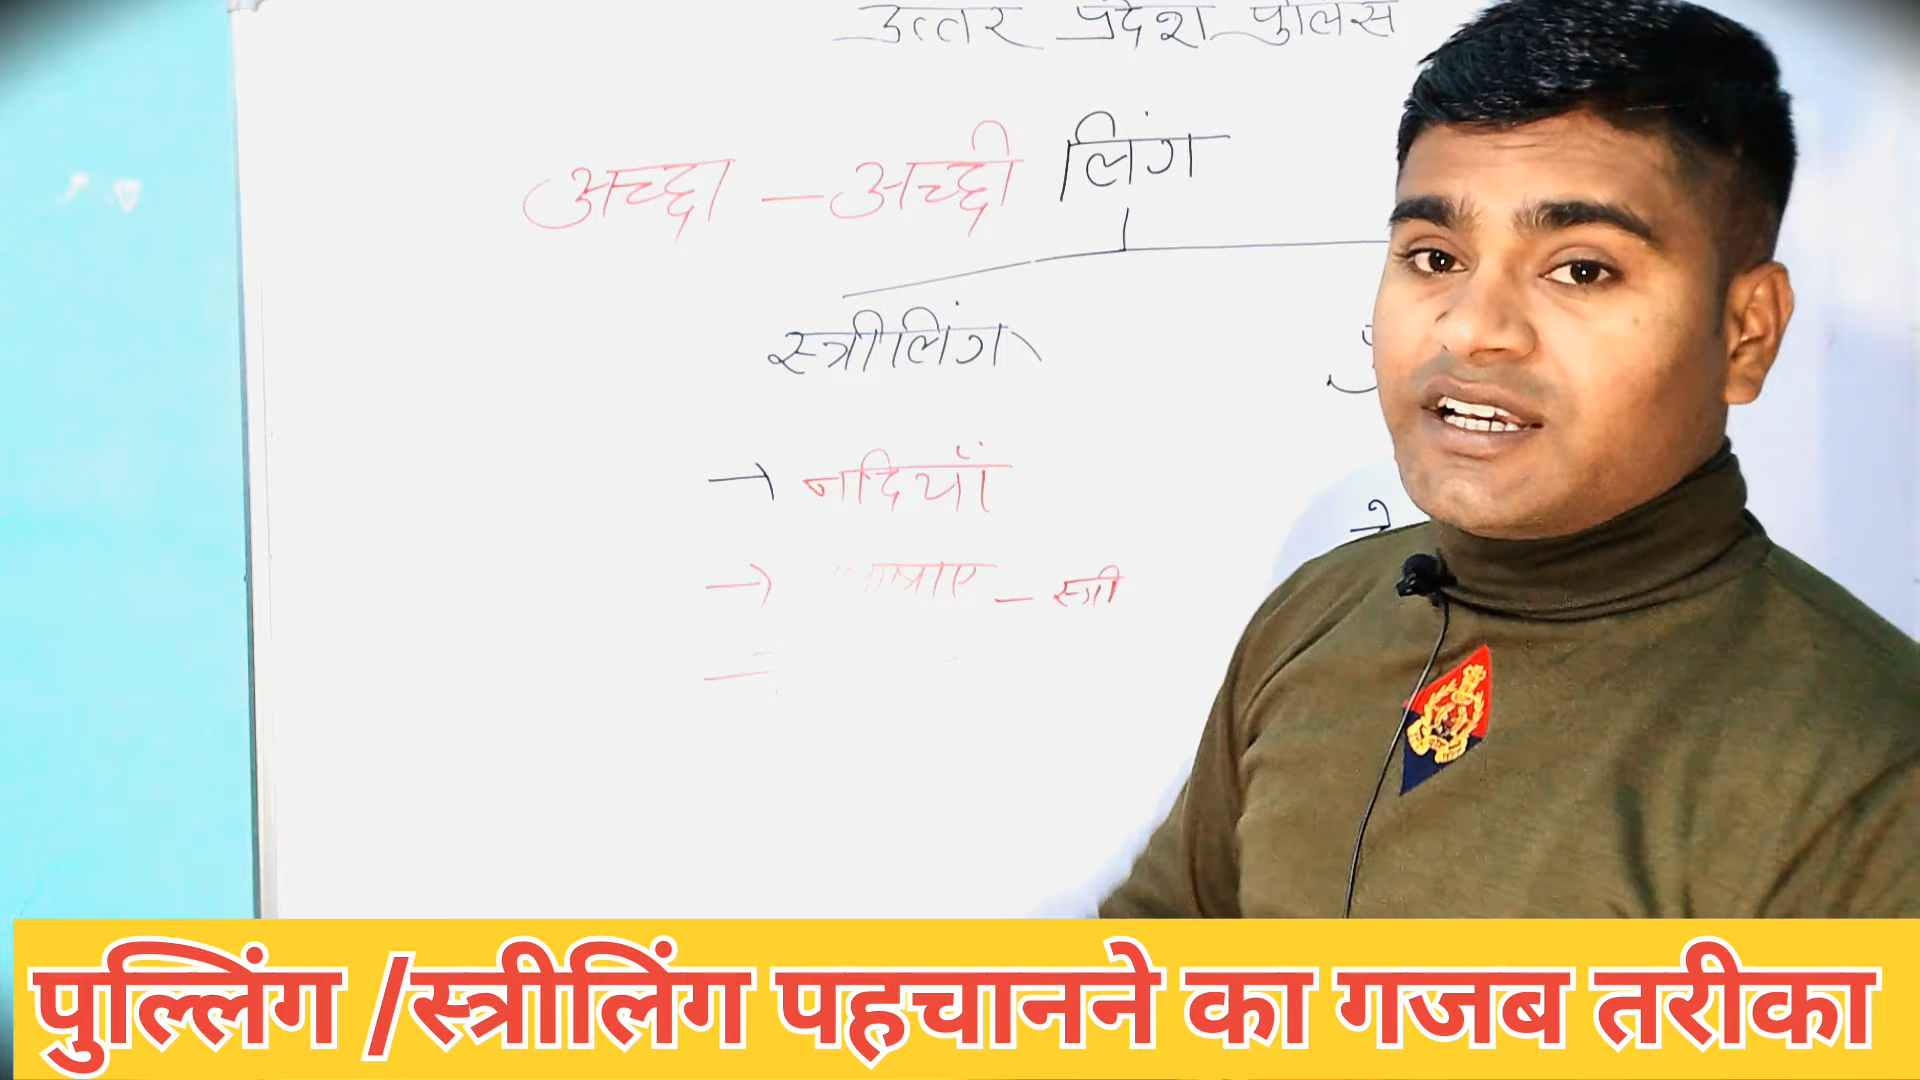 उत्तर प्रदेश पुलिस
अच्छा – अच्छी लिंग
स्त्रीलिंग
→ नदियाँ
→ – स्त्री
पुल्लिंग /स्त्रीलिंग पहचानने का गजब तरीका